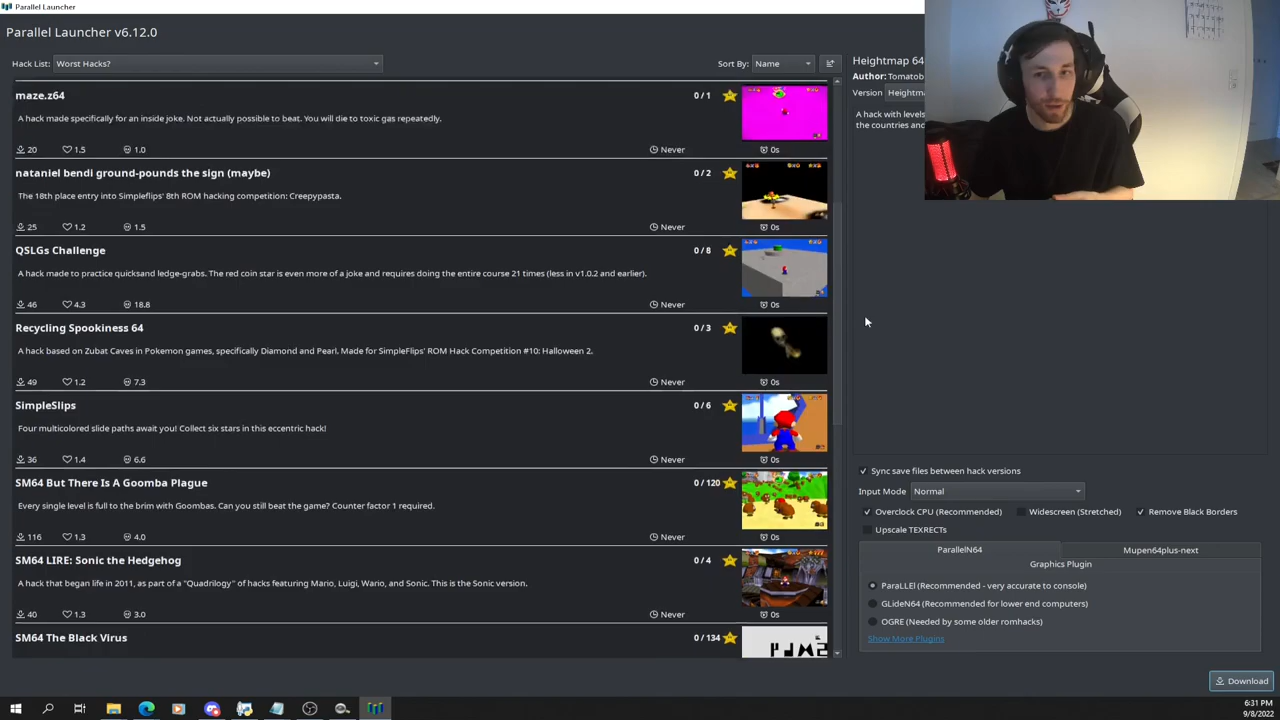 Parallel Launcher
Parallel Launcher v6.12.0
Hack List: Worst Hacks?
Sort By: Name
maze.z64
0 / 1
A hack made specifically for an inside joke. Not actually possible to beat. You will die to toxic gas repeatedly.
20 1.5 1.0 Never 0s
nataniel bendi ground-pounds the sign (maybe)
0 / 2
The 18th place entry into Simpleflips' 8th ROM hacking competition: Creepypasta.
25 1.2 1.5 Never 0s
QSLGs Challenge
0 / 8
A hack made to practice quicksand ledge-grabs. The red coin star is even more of a joke and requires doing the entire course 21 times (less in v1.0.2 and earlier).
46 4.3 18.8 Never 0s
Recycling Spookiness 64
0 / 3
A hack based on Zubat Caves in Pokemon games, specifically Diamond and Pearl. Made for SimpleFlips' ROM Hack Competition #10: Halloween 2.
49 1.2 7.3 Never 0s
SimpleSlips
0 / 6
Four multicolored slide paths await you! Collect six stars in this eccentric hack!
36 1.4 6.6 Never 0s
SM64 But There Is A Goomba Plague
0 / 120
Every single level is full to the brim with Goombas. Can you still beat the game? Counter factor 1 required.
116 1.3 4.0 Never 0s
SM64 LIRE: Sonic the Hedgehog
0 / 4
A hack that began life in 2011, as part of a "Quadrilogy" of hacks featuring Mario, Luigi, Wario, and Sonic. This is the Sonic version.
40 1.3 3.0 Never 0s
SM64 The Black Virus
0 / 134
Heightmap 64
Author: Tomatob
Version Heightm
A hack with levels
the countries and
Sync save files between hack versions
Input Mode Normal
Overclock CPU (Recommended) Widescreen (Stretched) Remove Black Borders
Upscale TEXRECTs
ParallelN64 Mupen64plus-next
Graphics Plugin
ParaLLEl (Recommended - very accurate to console)
GLideN64 (Recommended for lower end computers)
OGRE (Needed by some older romhacks)
Show More Plugins
Download
6:31 PM
9/8/2022